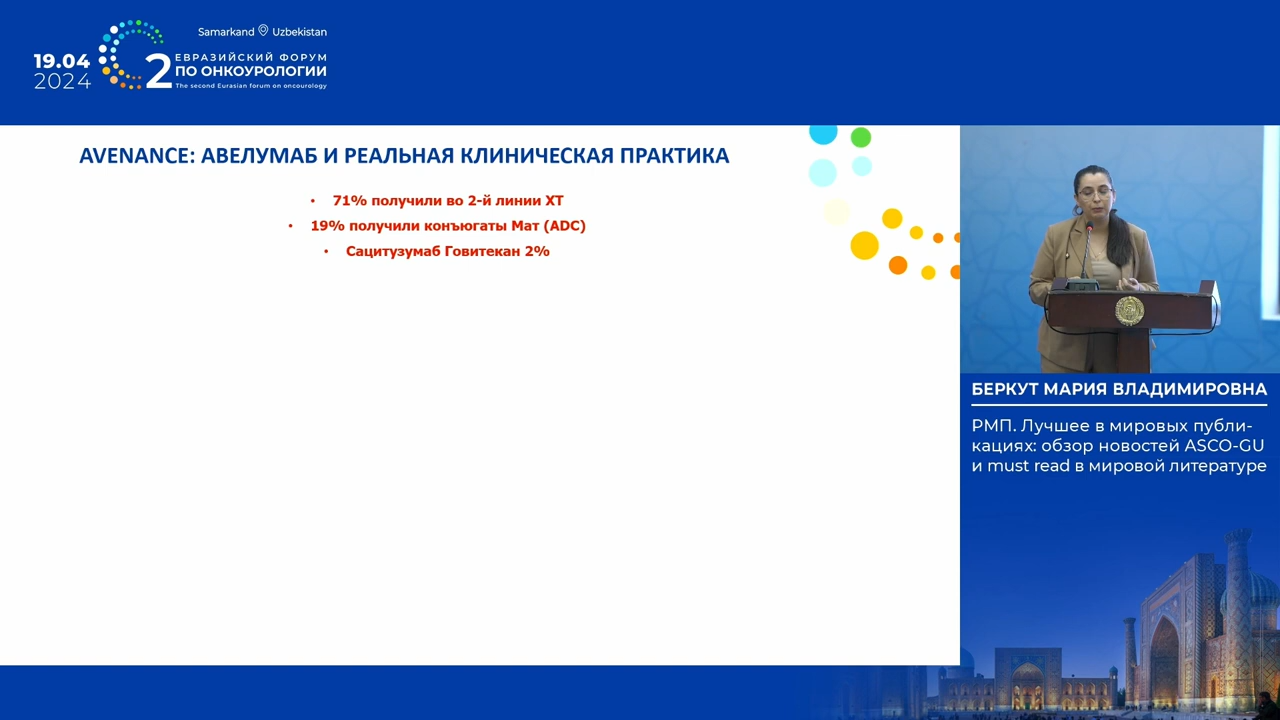 Samarkand Uzbekistan
19.04
2024
2
ЕВРАЗИЙСКИЙ ФОРУМ
ПО ОНКОУРОЛОГИИ
The second Eurasian forum on oncourology
AVENANCE: АВЕЛУМАБ И РЕАЛЬНАЯ КЛИНИЧЕСКАЯ ПРАКТИКА
• 71% получили во 2-й линии ХТ
• 19% получили конъюгаты Мат (ADC)
• Сацитузумаб Говитекан 2%
БЕРКУТ МАРИЯ ВЛАДИМИРОВНА
РМП. Лучшее в мировых публи-
кациях: обзор новостей ASCO-GU
и must read в мировой литературе